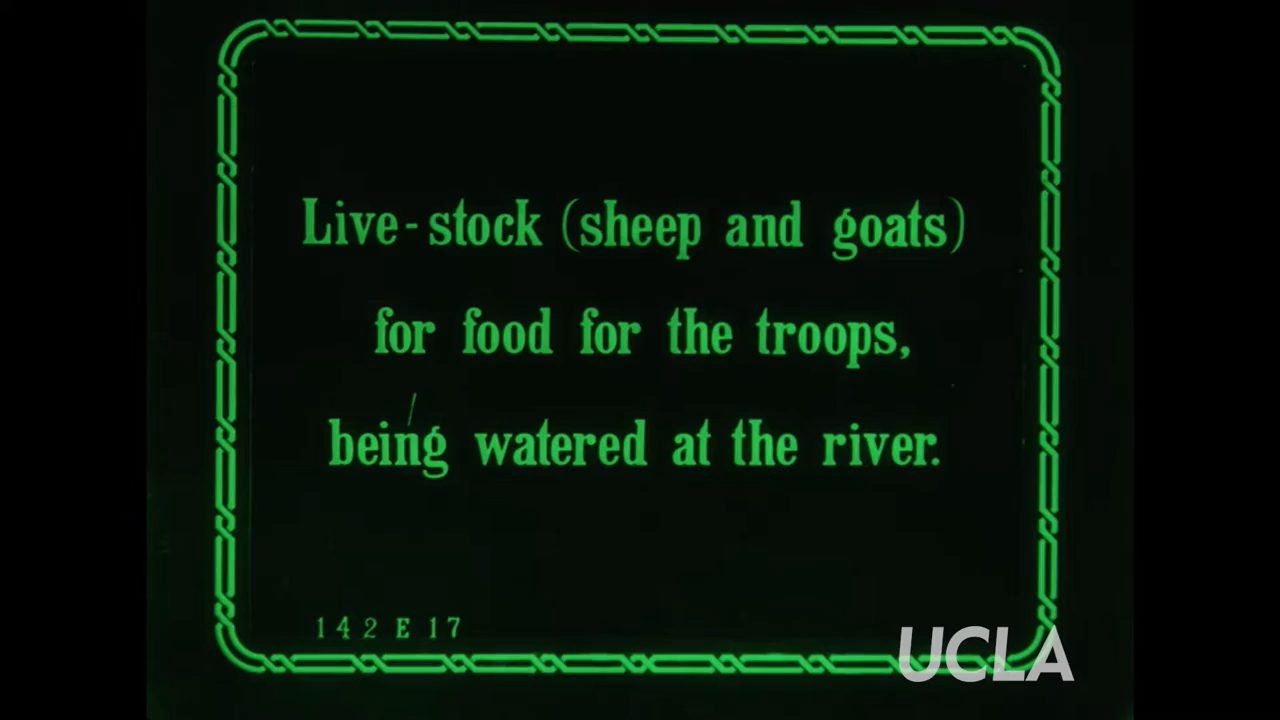 Live-stock (sheep and goats)
for food for the troops,
being watered at the river.
142 E 17
UCLA